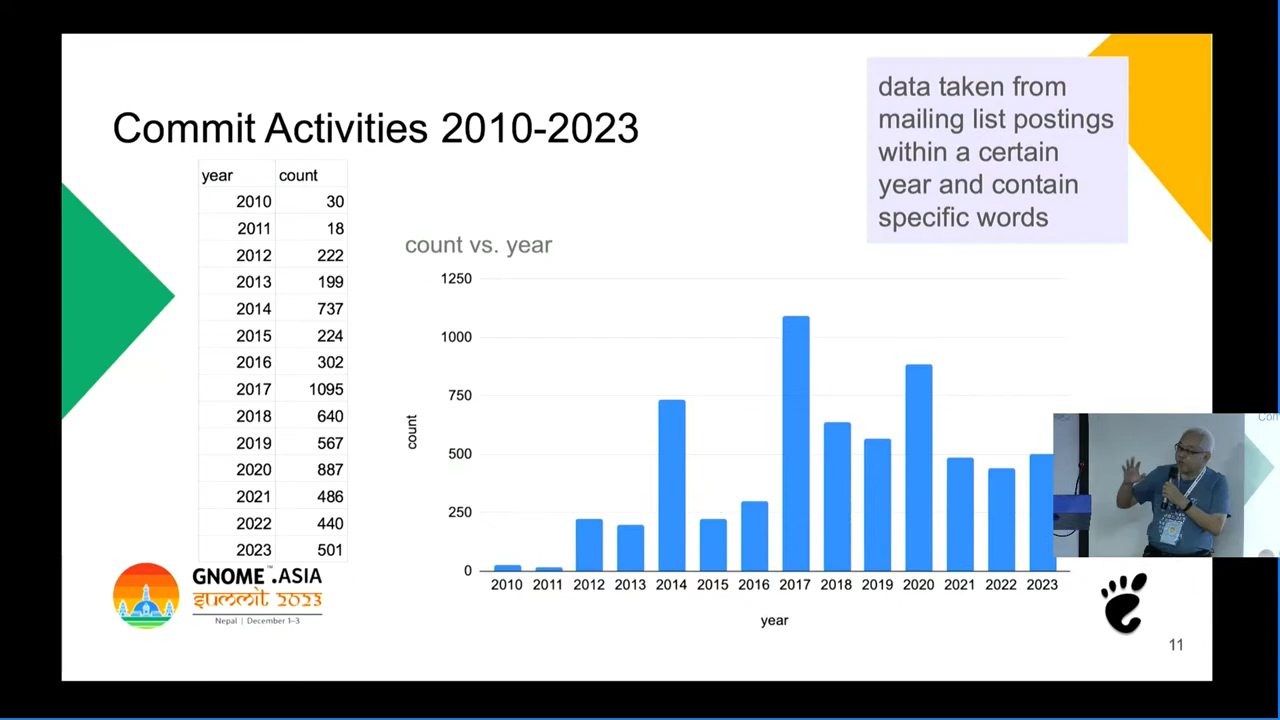 Commit Activities 2010-2023
data taken from
mailing list postings
within a certain
year and contain
specific words
year count
2010 30
2011 18
2012 222
2013 199
2014 737
2015 224
2016 302
2017 1095
2018 640
2019 567
2020 887
2021 486
2022 440
2023 501
count vs. year
1250
1000
750
500
250
0
count
2010 2011 2012 2013 2014 2015 2016 2017 2018 2019 2020 2021 2022 2023
year
GNOME™.ASIA
summit 2023
Nepal | December 1-3
11